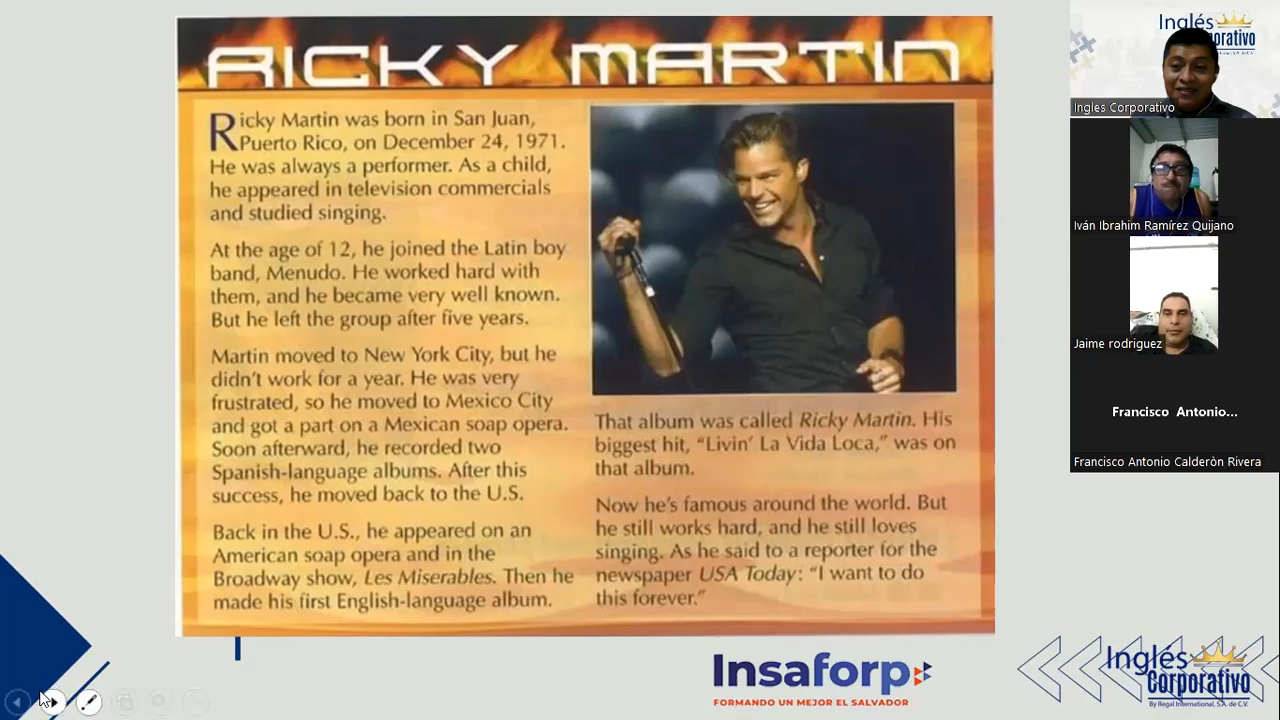 RICKY MARTIN
Ricky Martin was born in San Juan,
Puerto Rico, on December 24, 1971.
He was always a performer. As a child,
he appeared in television commercials
and studied singing.
At the age of 12, he joined the Latin boy
band, Menudo. He worked hard with
them, and he became very well known.
But he left the group after five years.
Martin moved to New York City, but he
didn't work for a year. He was very
frustrated, so he moved to Mexico City
and got a part on a Mexican soap opera.
Soon afterward, he recorded two
Spanish-language albums. After this
success, he moved back to the U.S.
Back in the U.S., he appeared on an
American soap opera and in the
Broadway show, Les Miserables. Then he
made his first English-language album.
That album was called Ricky Martin. His
biggest hit, "Livin' La Vida Loca," was on
that album.
Now he's famous around the world. But
he still works hard, and he still loves
singing. As he said to a reporter for the
newspaper USA Today: "I want to do
this forever."
Insaforp
FORMANDO UN MEJOR EL SALVADOR
Inglés
Corporativo
By Regal International, S.A. de C.V.
Inglés
Ingles Corporativo
Iván Ibrahim Ramírez Quijano
Jaime rodríguez
Francisco Antonio...
Francisco Antonio Calderòn Rivera